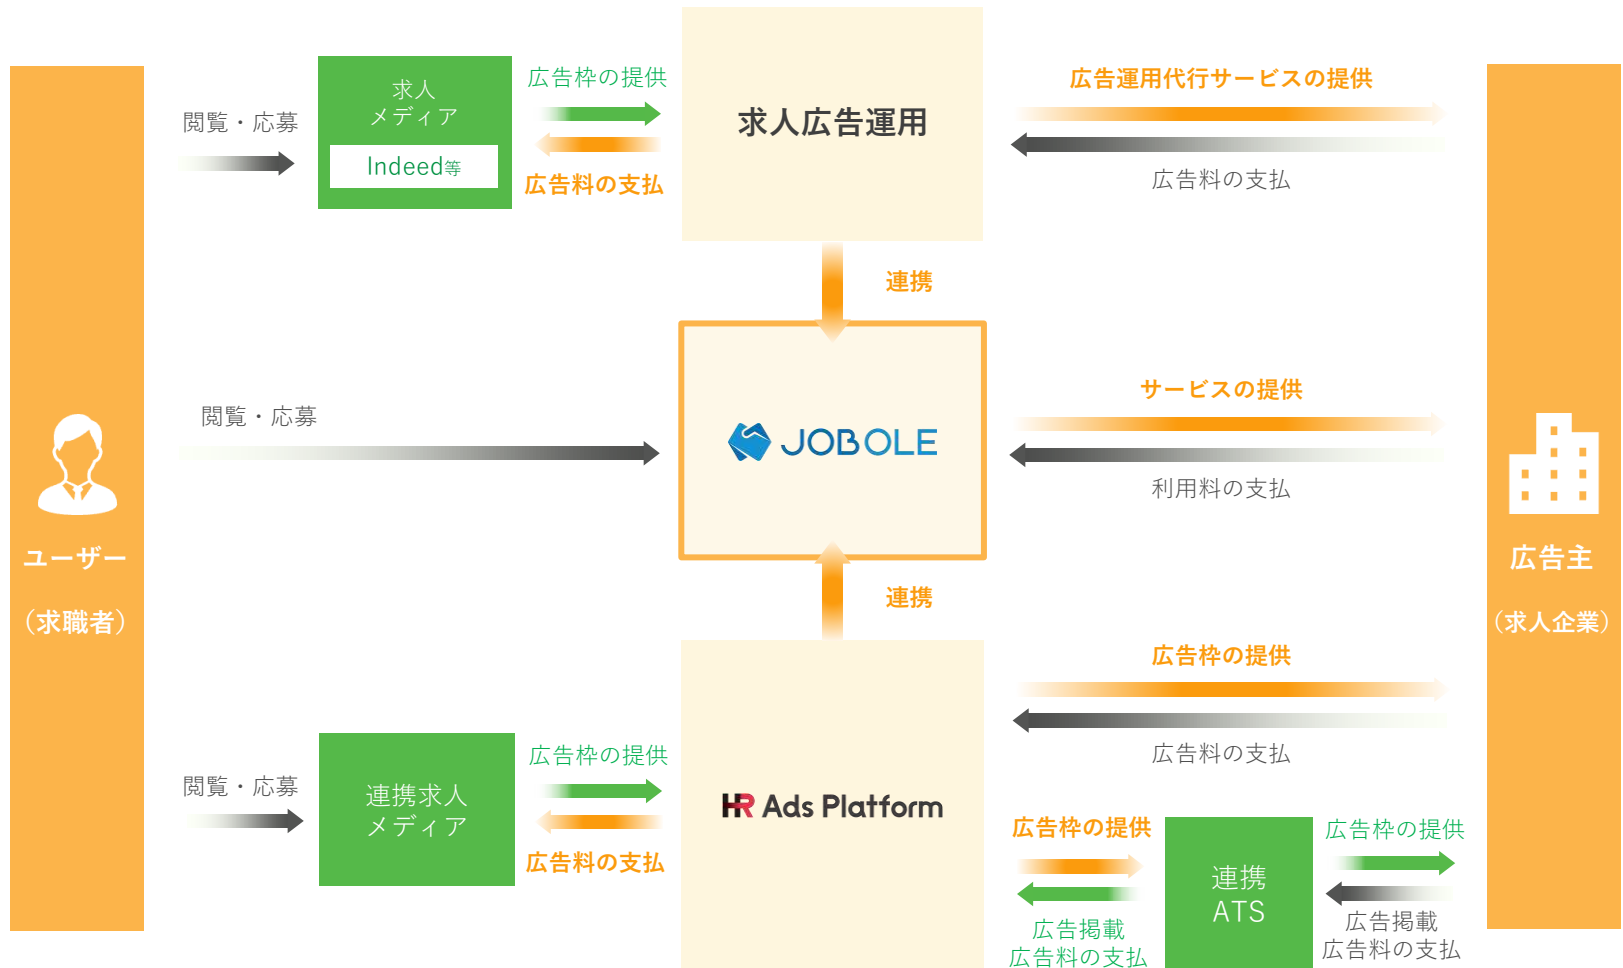 ユーザー
（求職者）
閲覧・応募
求人
メディア
Indeed等
広告枠の提供
広告料の支払
求人広告運用
広告運用代行サービスの提供
広告料の支払
連携
閲覧・応募
JOBOLE
サービスの提供
利用料の支払
連携
閲覧・応募
連携求人
メディア
広告枠の提供
広告料の支払
HR Ads Platform
広告枠の提供
広告料の支払
広告枠の提供
広告掲載
広告料の支払
連携
ATS
広告枠の提供
広告掲載
広告料の支払
広告主
（求人企業）